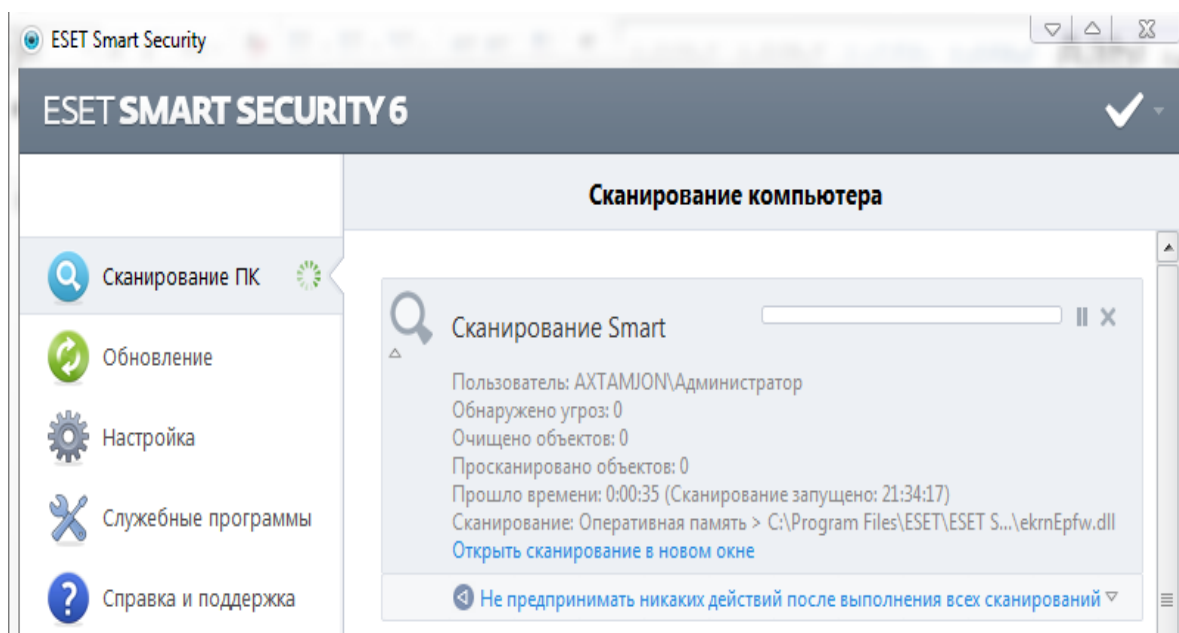 ESET Smart Security
ESET SMART SECURITY 6
Сканирование компьютера
Сканирование ПК
Обновление
Настройка
Служебные программы
Справка и поддержка
Сканирование Smart
Пользователь: AXTAMJON\Администратор
Обнаружено угроз: 0
Очищено объектов: 0
Просканировано объектов: 0
Прошло времени: 0:00:35 (Сканирование запущено: 21:34:17)
Сканирование: Оперативная память > C:\Program Files\ESET\ESET S...\ekrnEpfw.dll
Открыть сканирование в новом окне
Не предпринимать никаких действий после выполнения всех сканирований